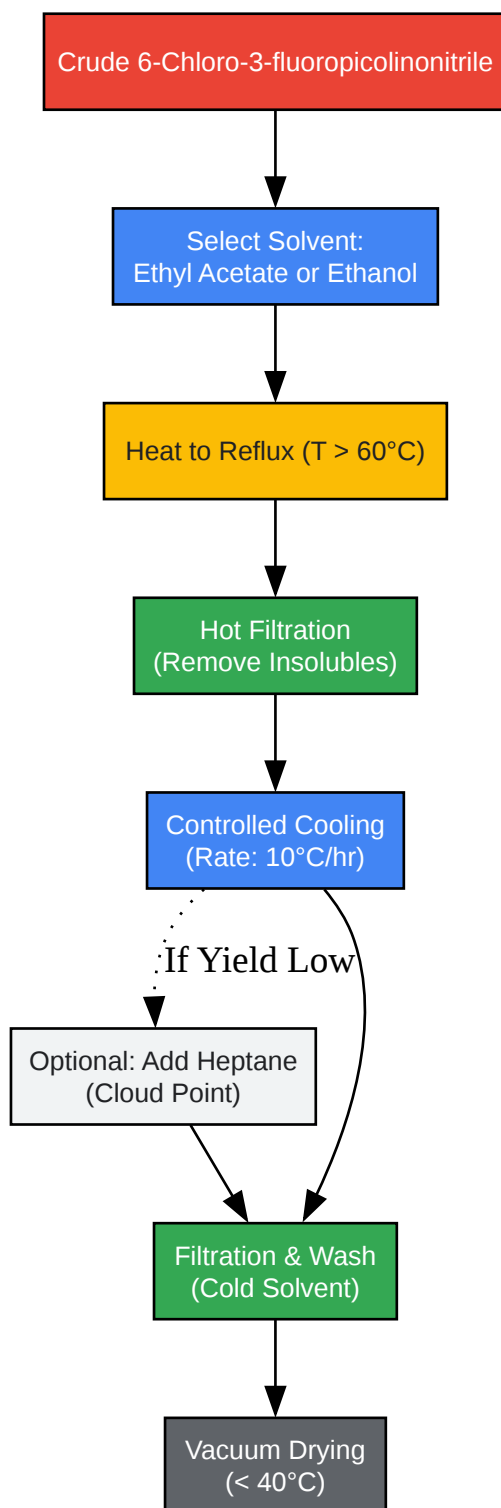 Crude 6-Chloro-3-fluoropicolinonitrile
Select Solvent:
Ethyl Acetate or Ethanol
Heat to Reflux (T > 60°C)
Hot Filtration
(Remove Insolubles)
Controlled Cooling
(Rate: 10°C/hr)
If Yield Low
Optional: Add Heptane
(Cloud Point)
Filtration & Wash
(Cold Solvent)
Vacuum Drying
(< 40°C)